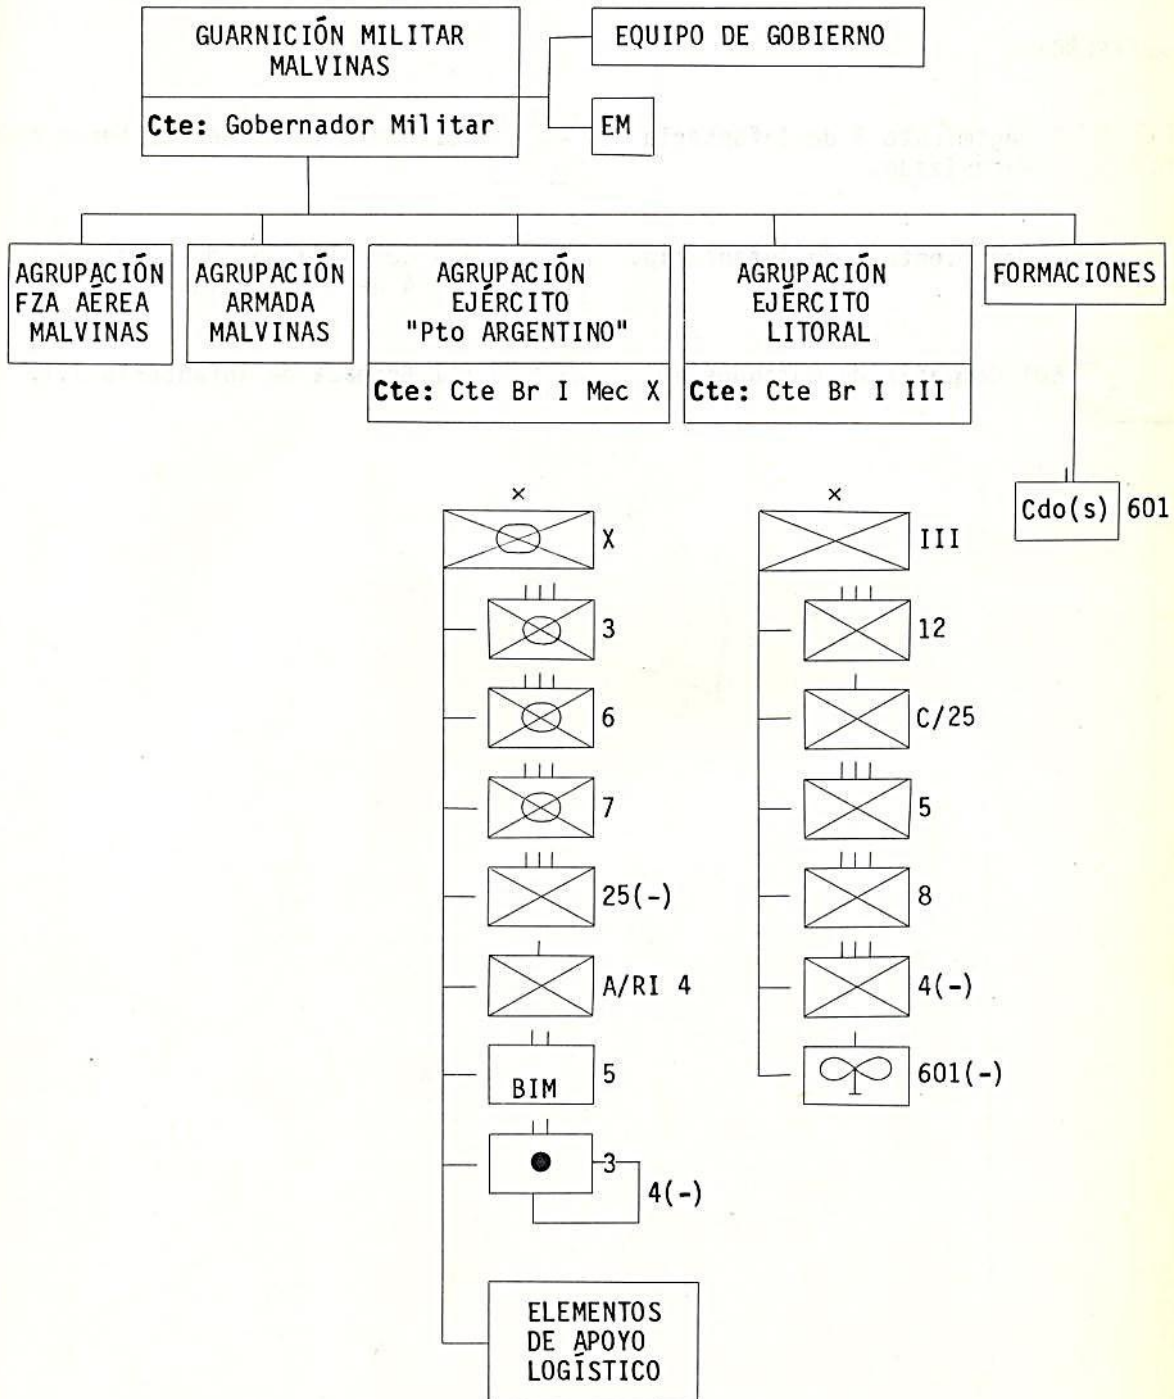 GUARNICIÓN MILITAR
MALVINAS
Cte: Gobernador Militar
EQUIPO DE GOBIERNO
EM
AGRUPACIÓN
FZA AÉREA
MALVINAS
AGRUPACIÓN
ARMADA
MALVINAS
AGRUPACIÓN
EJÉRCITO
"Pto ARGENTINO"
Cte: Cte Br I Mec X
AGRUPACIÓN
EJÉRCITO
LITORAL
Cte: Cte Br I III
FORMACIONES
Cdo(s) 601
X
3
6
7
25(-)
A/RI 4
BIM 5
3
4(-)
ELEMENTOS
DE APOYO
LOGÍSTICO
III
12
C/25
5
8
4(-)
601(-)